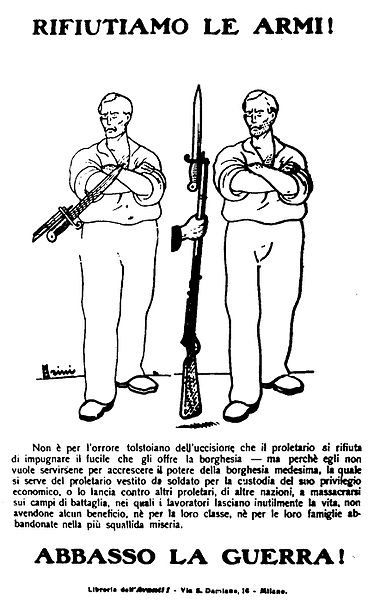 RIFIUTIAMO LE ARMI!
Brini
Non è per l'errore tolstoiano dell'uccisione che il proletario si rifiuta
di impugnare il fucile che gli offre la borghesia — ma perchè egli non
vuole servirsene per accrescere il potere della borghesia medesima, la quale
si serve del proletario vestito da soldato per la custodia del suo privilegio
economico, o lo lancia contro altri proletari, di altre nazioni, a massacrarsi
sui campi di battaglia, nei quali i lavoratori lasciano inutilmente la vita, non
avendone alcun beneficio, nè per la loro classe, nè per le loro famiglie ab-
bandonate nella più squallida miseria.
ABBASSO LA GUERRA!
Libreria dell'Avanti! - Via S. Damiano, 16 - Milano.